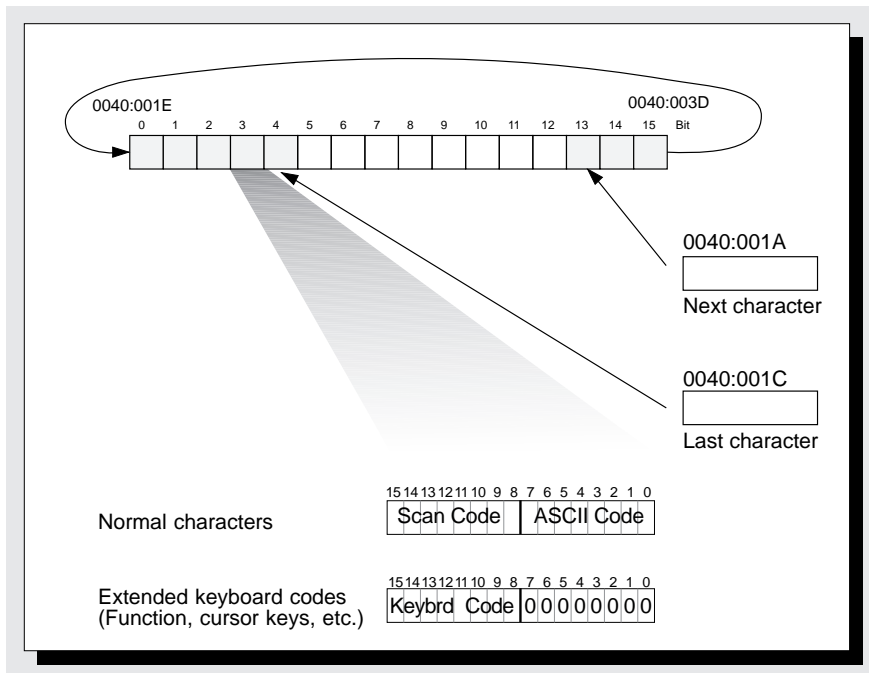 0040:001E 0040:003D
0 1 2 3 4 5 6 7 8 9 10 11 12 13 14 15 Bit
0040:001A
Next character
0040:001C
Last character
15 14 13 12 11 10 9 8 7 6 5 4 3 2 1 0
Normal characters Scan Code ASCII Code
15 14 13 12 11 10 9 8 7 6 5 4 3 2 1 0
Extended keyboard codes Keybrd Code 0 0 0 0 0 0 0 0
(Function, cursor keys, etc.)